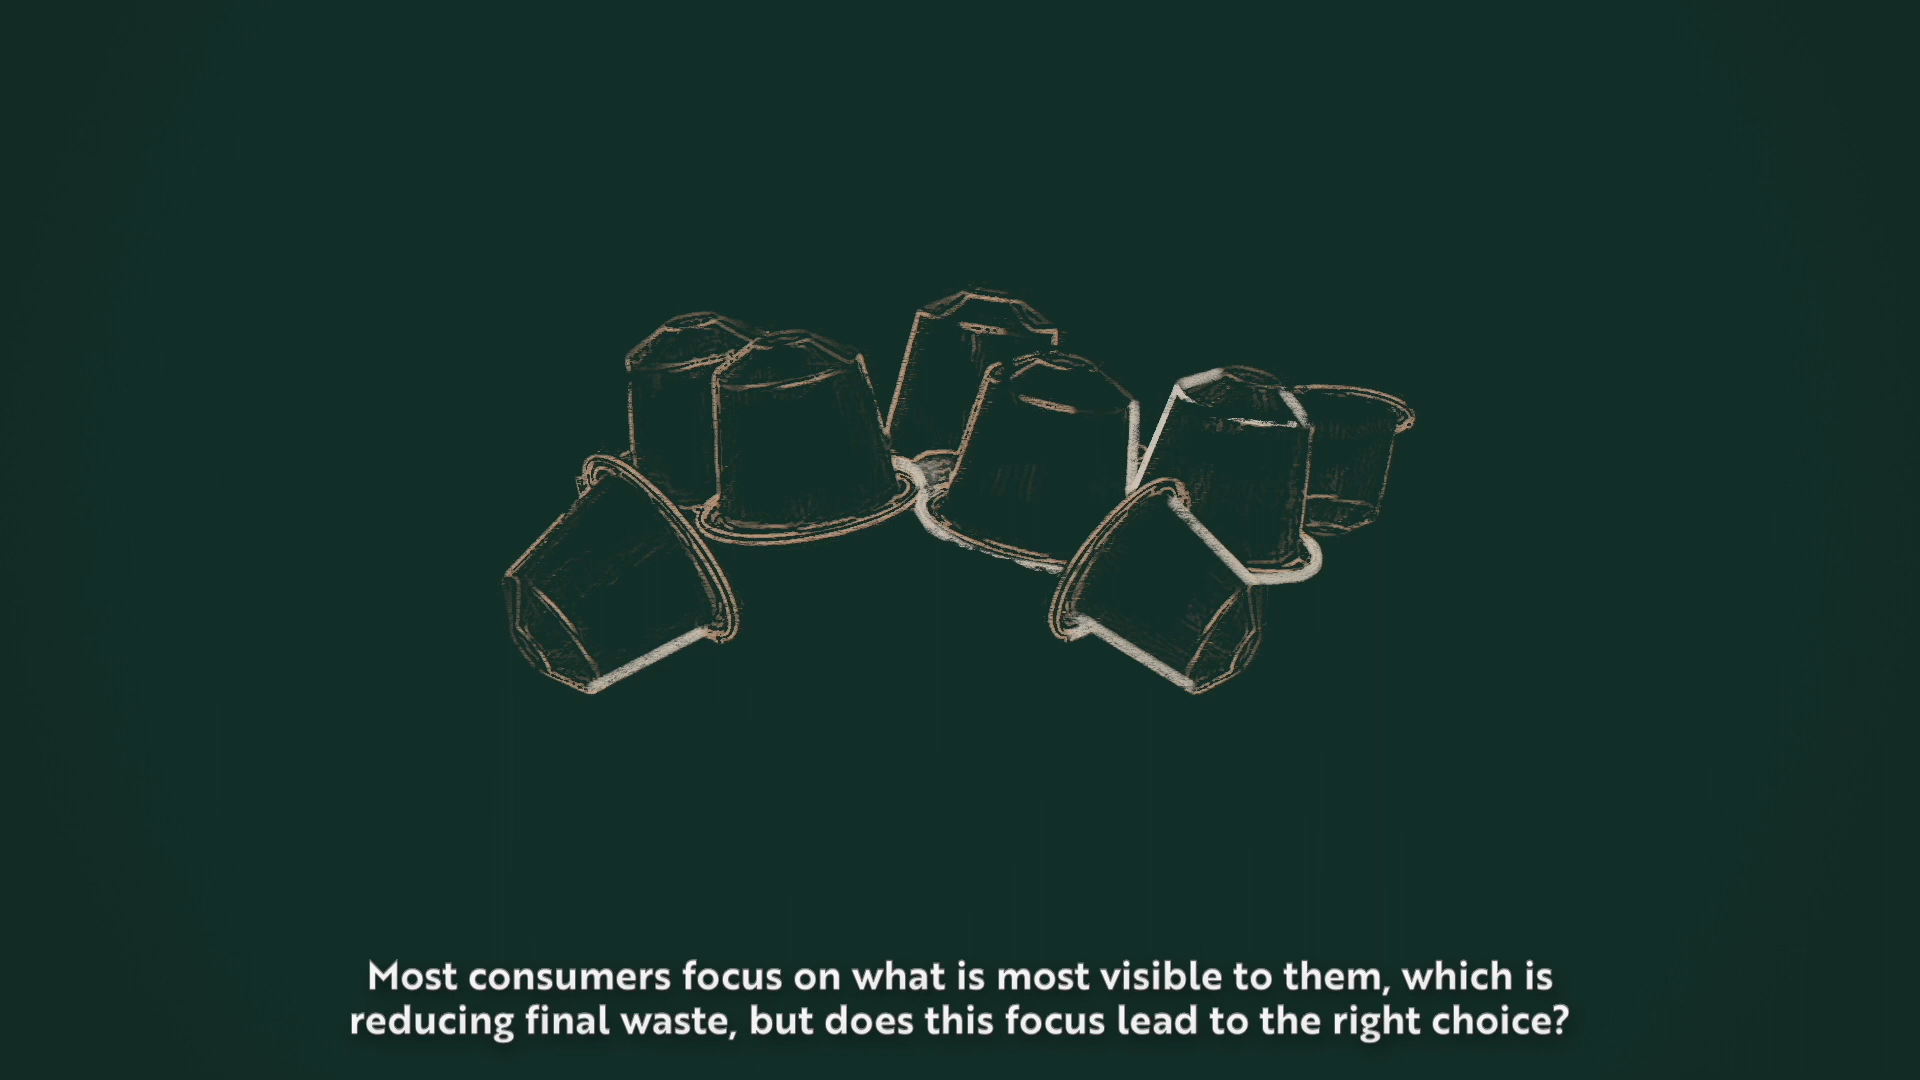 Most consumers focus on what is most visible to them, which is
reducing final waste, but does this focus lead to the right choice?